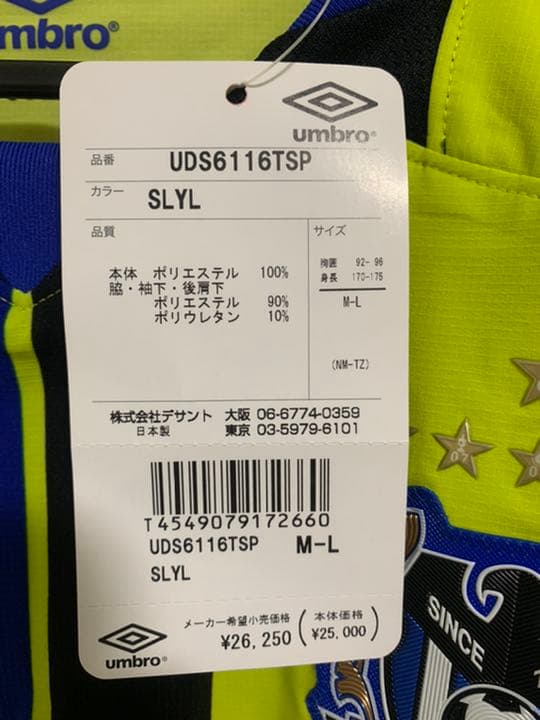 umbro®
umbro®
品番 UDS6116TSP
カラー SLYL
品質
サイズ
本体 ポリエステル 100%
脇・袖下・後肩下
ポリエステル 90%
ポリウレタン 10%
胸囲 92- 96
身長 170-175
M-L
(NM-TZ)
株式会社デサント 大阪 06-6774-0359
日本製 東京 03-5979-6101
T4549079172660
UDS6116TSP M-L
SLYL
メーカー希望小売価格 (本体価格)
¥26,250 (¥25,000)
umbro®
SINCE